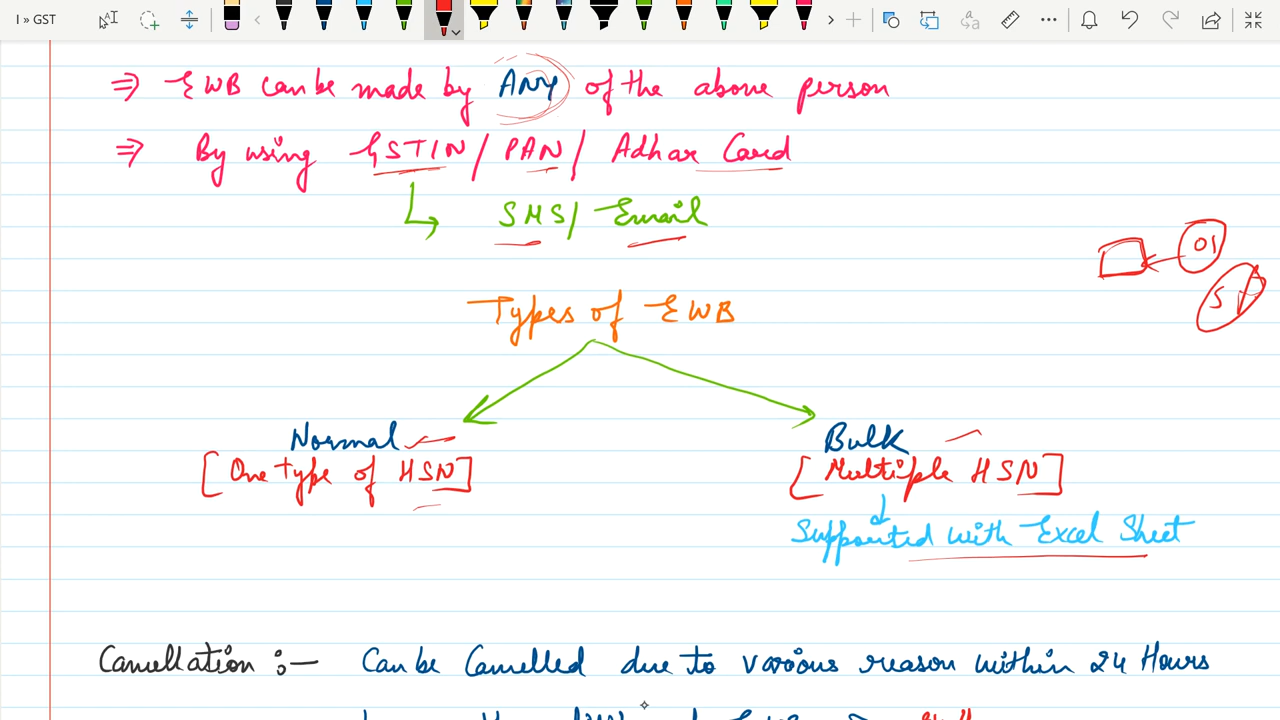 I » GST
⇒ EWB can be made by ANY of the above person
⇒ By using GSTIN / PAN / Adhar Card
SMS / Email
01
Types of EWB
Normal
Bulk
[One type of HSN]
[Multiple HSN]
Supported with Excel Sheet
Cancellation :- Can be Cancelled due to various reason within 24 Hours